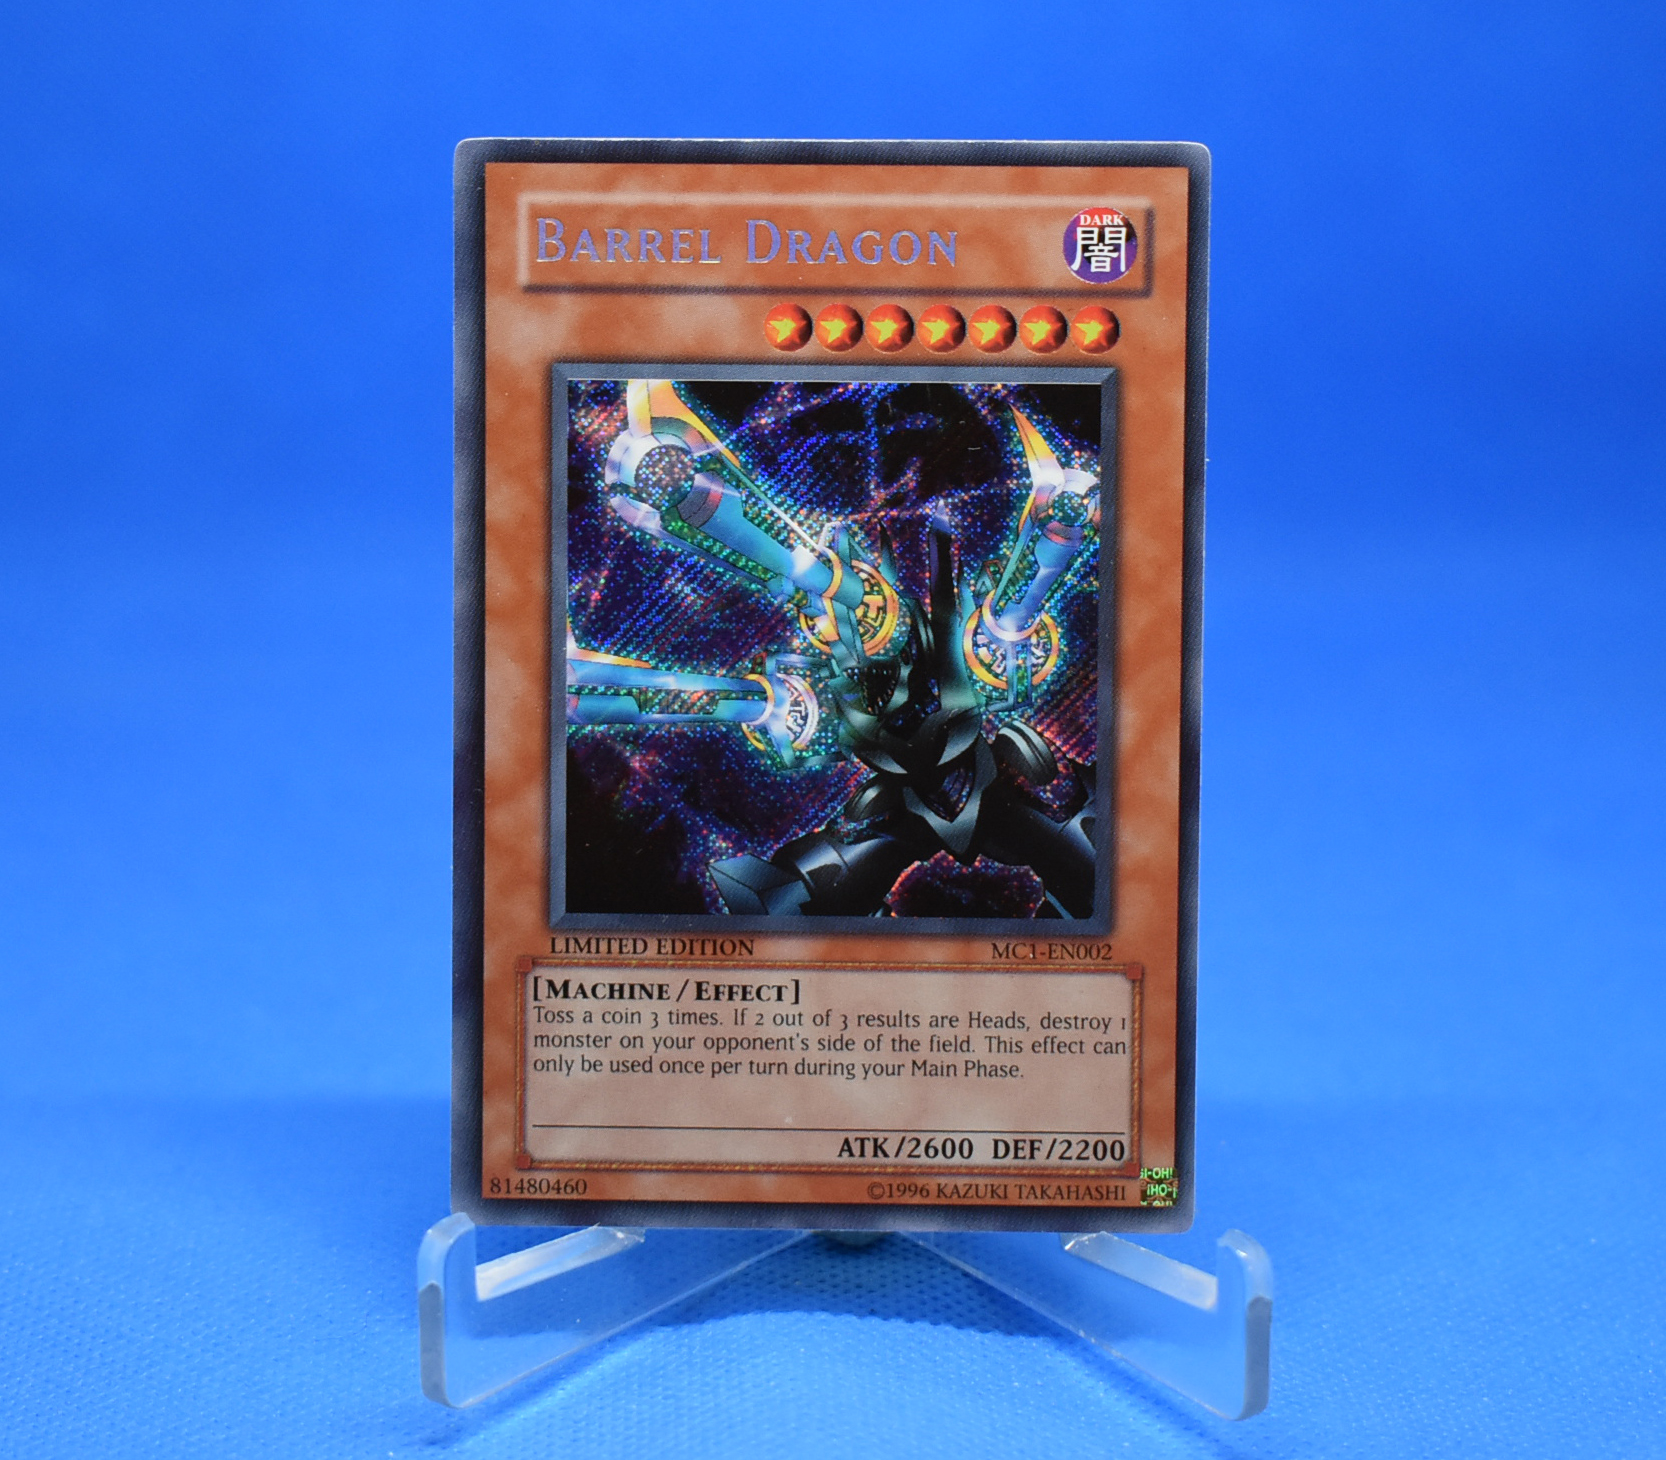 BARREL DRAGON
DARK
闇
LIMITED EDITION MC1-EN002
[MACHINE / EFFECT]
Toss a coin 3 times. If 2 out of 3 results are Heads, destroy 1
monster on your opponent's side of the field. This effect can
only be used once per turn during your Main Phase.
ATK/2600 DEF/2200
81480460 ©1996 KAZUKI TAKAHASHI